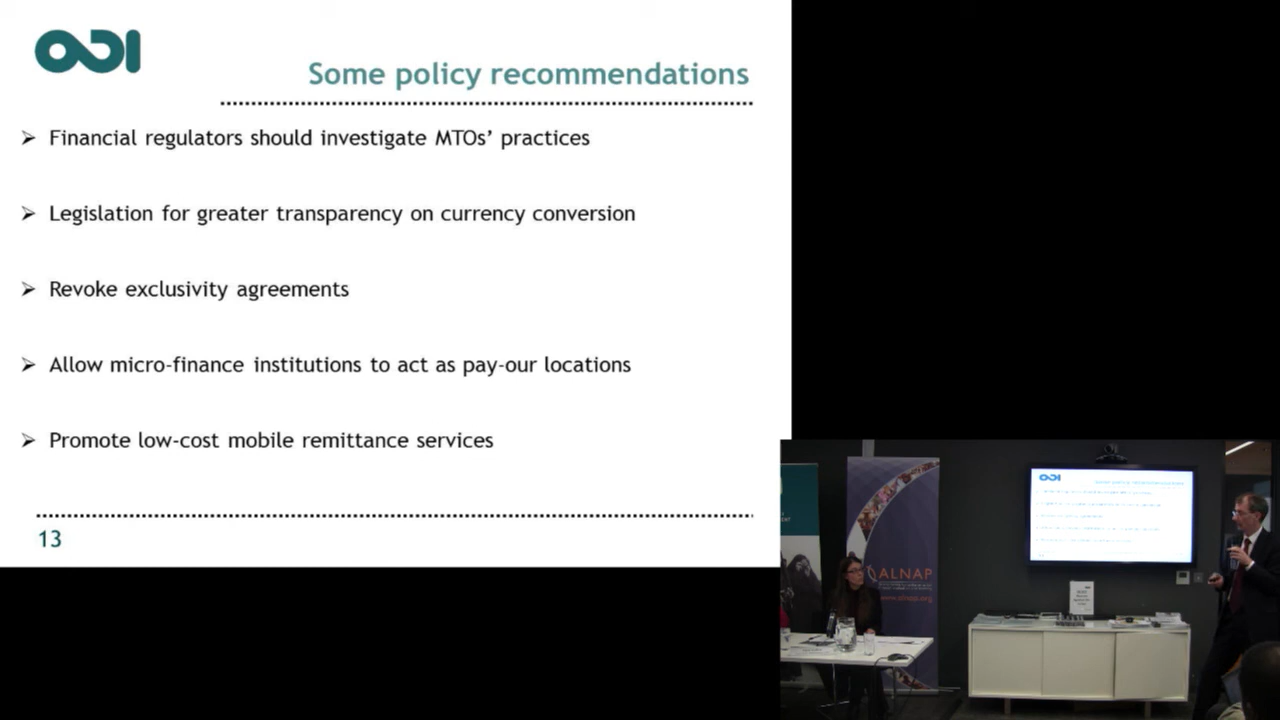 ODI
Some policy recommendations
Financial regulators should investigate MTOs’ practices
Legislation for greater transparency on currency conversion
Revoke exclusivity agreements
Allow micro-finance institutions to act as pay-our locations
Promote low-cost mobile remittance services
13
ALNAP
www.alnap.org